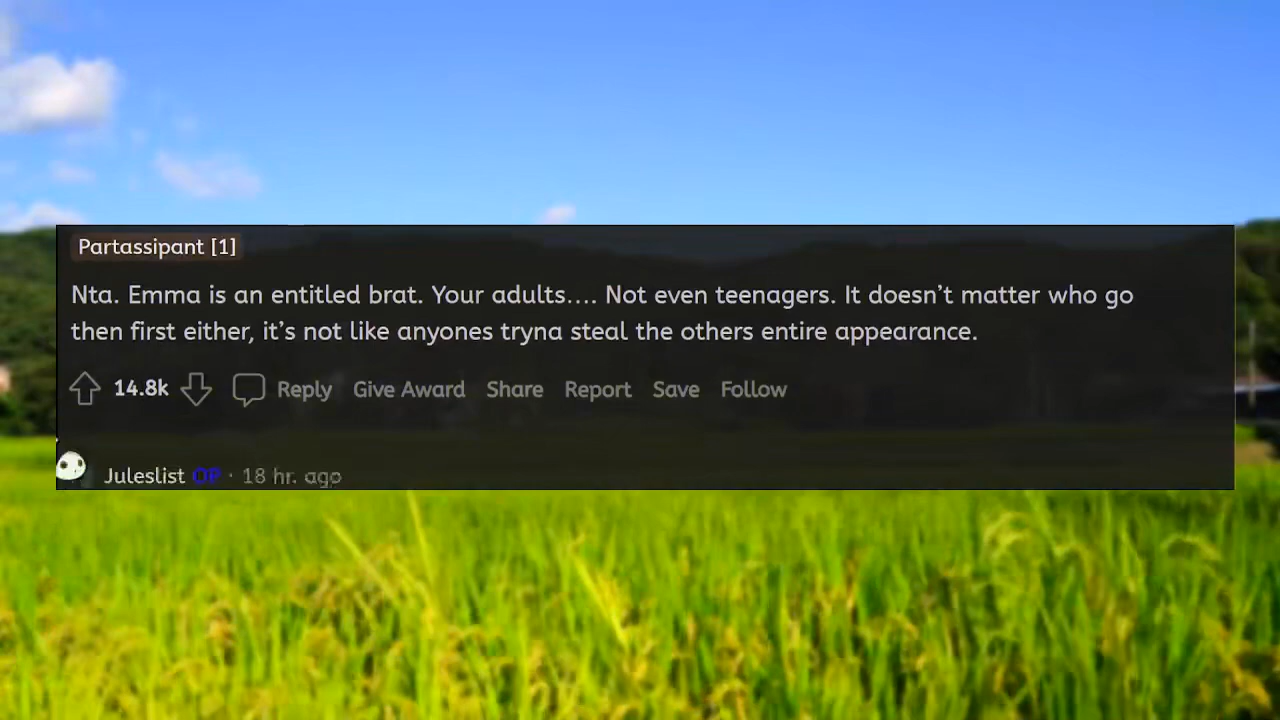 Partassipant [1]
Nta. Emma is an entitled brat. Your adults.... Not even teenagers. It doesn’t matter who go
then first either, it’s not like anyones tryna steal the others entire appearance.
14.8k Reply Give Award Share Report Save Follow
Juleslist OP · 18 hr. ago